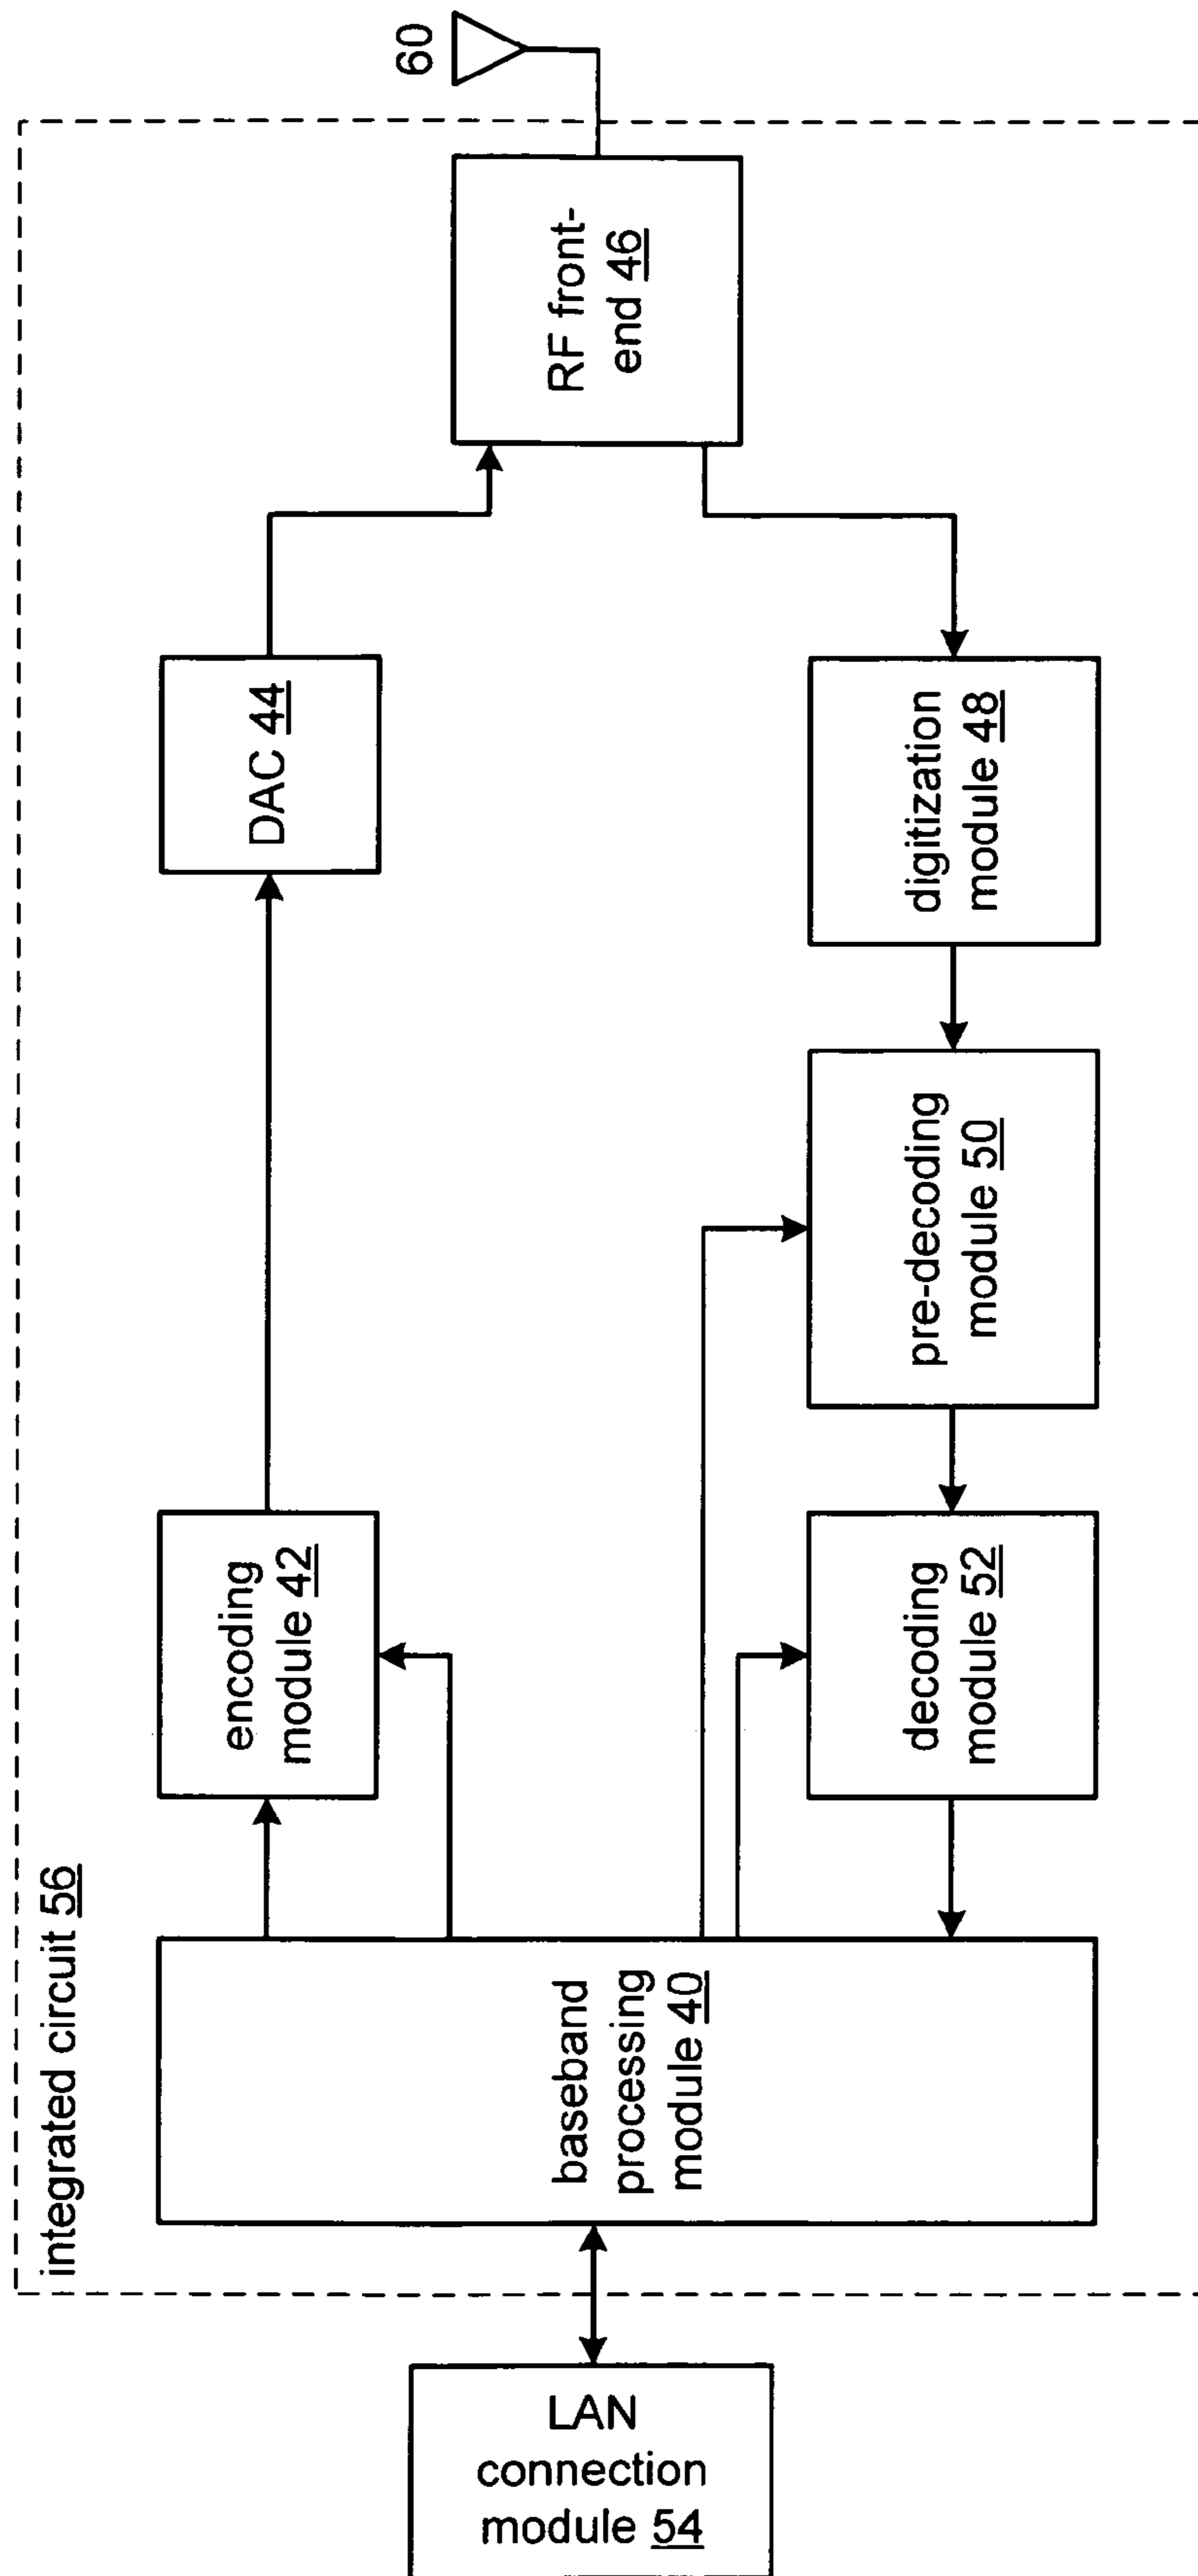 integrated circuit 56
60
encoding
module 42
DAC 44
RF front-
end 46
baseband
processing
module 40
LAN
connection
module 54
decoding
module 52
pre-decoding
module 50
digitization
module 48